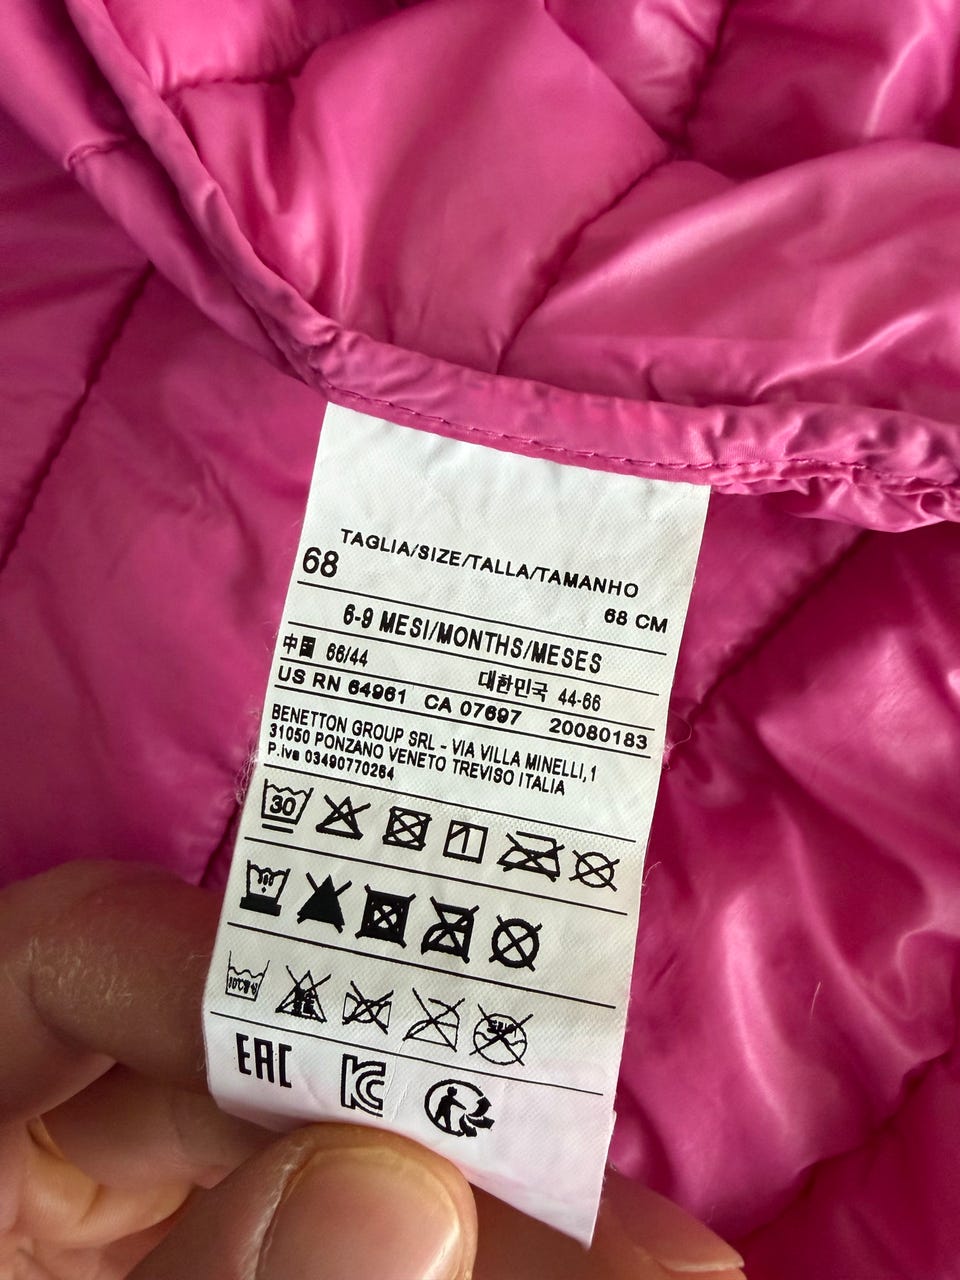 TAGLIA/SIZE/TALLA/TAMANHO
68
68 CM
6-9 MESI/MONTHS/MESES
中国 66/44
대한민국 44-66
US RN 64961 CA 07697 20080183
BENETTON GROUP SRL - VIA VILLA MINELLI,1
31050 PONZANO VENETO TREVISO ITALIA
P.iva 03490770264
30
EAC
KC